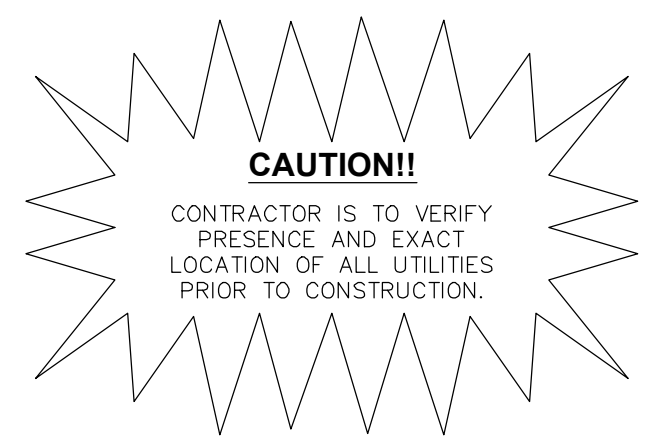 CAUTION!!
CONTRACTOR IS TO VERIFY
PRESENCE AND EXACT
LOCATION OF ALL UTILITIES
PRIOR TO CONSTRUCTION.